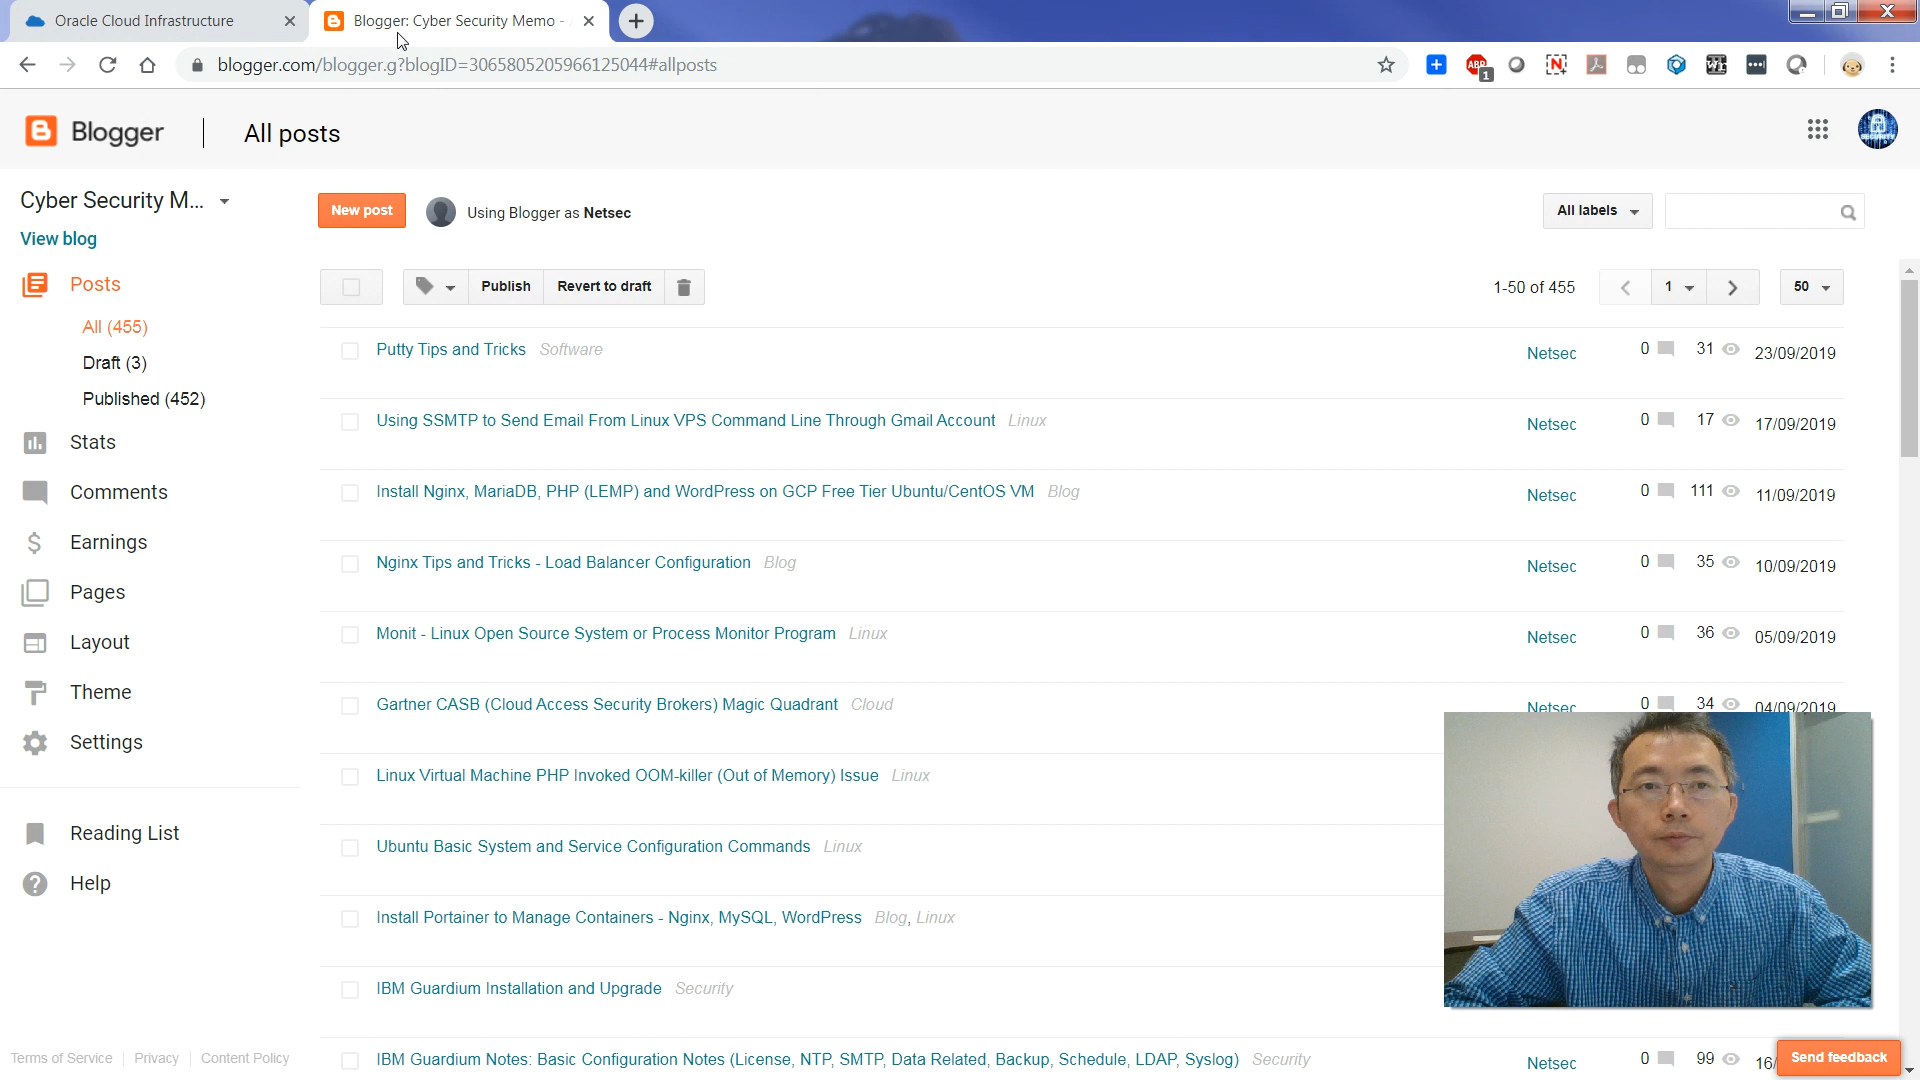 Oracle Cloud Infrastructure
Blogger: Cyber Security Memo -
blogger.com/blogger.g?blogID=3065805205966125044#allposts
ABP
1
Blogger
All posts
SECURITY
Cyber Security M...
New post
Using Blogger as Netsec
All labels
View blog
Posts
Publish
Revert to draft
1-50 of 455
1
50
All (455)
Draft (3)
Published (452)
Stats
Comments
Earnings
Pages
Layout
Theme
Settings
Reading List
Help
Putty Tips and Tricks Software Netsec 0 31 23/09/2019
Using SSMTP to Send Email From Linux VPS Command Line Through Gmail Account Linux Netsec 0 17 17/09/2019
Install Nginx, MariaDB, PHP (LEMP) and WordPress on GCP Free Tier Ubuntu/CentOS VM Blog Netsec 0 111 11/09/2019
Nginx Tips and Tricks - Load Balancer Configuration Blog Netsec 0 35 10/09/2019
Monit - Linux Open Source System or Process Monitor Program Linux Netsec 0 36 05/09/2019
Gartner CASB (Cloud Access Security Brokers) Magic Quadrant Cloud Netsec 0 34 04/09/2019
Linux Virtual Machine PHP Invoked OOM-killer (Out of Memory) Issue Linux
Ubuntu Basic System and Service Configuration Commands Linux
Install Portainer to Manage Containers - Nginx, MySQL, WordPress Blog, Linux
IBM Guardium Installation and Upgrade Security
IBM Guardium Notes: Basic Configuration Notes (License, NTP, SMTP, Data Related, Backup, Schedule, LDAP, Syslog) Security Netsec 0 99 16/
Terms of Service
Privacy
Content Policy
Send feedback